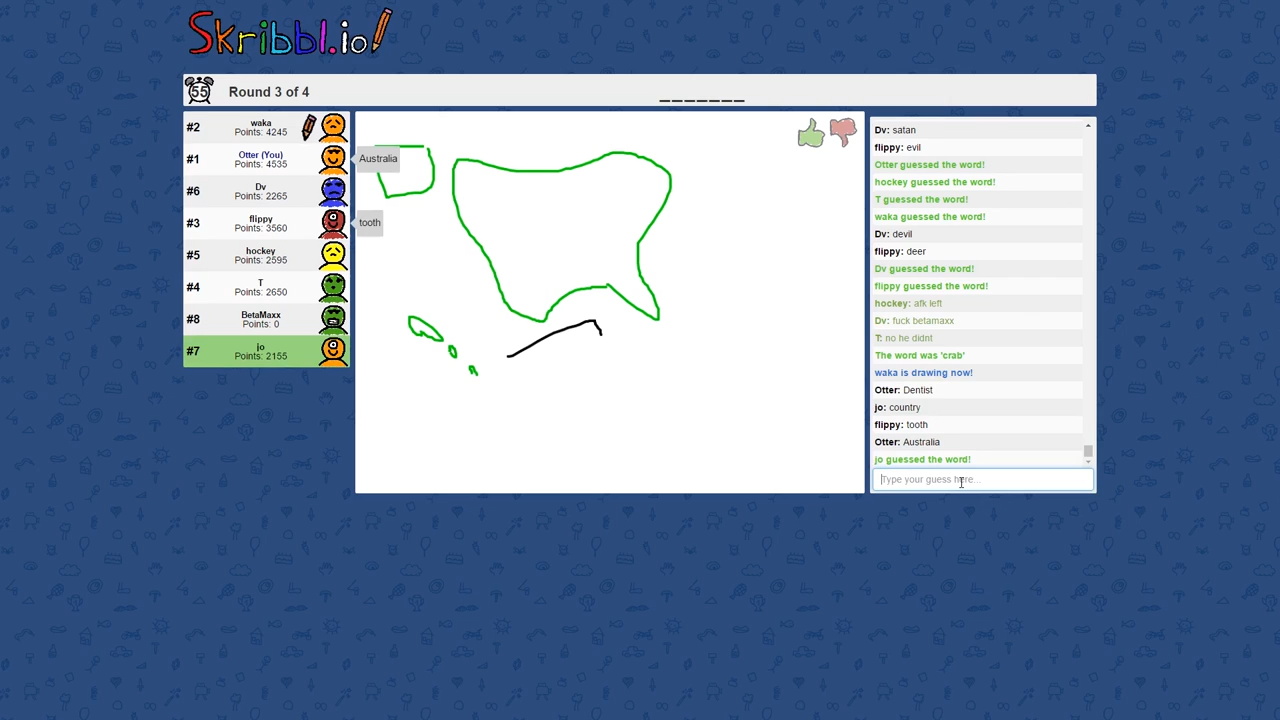 Skribbl.io!
55
Round 3 of 4
_______
#2
waka
Points: 4245
#1
Otter (You)
Points: 4535
#6
Dv
Points: 2265
#3
flippy
Points: 3560
#5
hockey
Points: 2595
#4
T
Points: 2650
#8
BetaMaxx
Points: 0
#7
jo
Points: 2155
Australia
tooth
Dv: satan
flippy: evil
Otter guessed the word!
hockey guessed the word!
T guessed the word!
waka guessed the word!
Dv: devil
flippy: deer
Dv guessed the word!
flippy guessed the word!
hockey: afk left
Dv: fuck betamaxx
T: no he didnt
The word was 'crab'
waka is drawing now!
Otter: Dentist
jo: country
flippy: tooth
Otter: Australia
jo guessed the word!
Type your guess here...